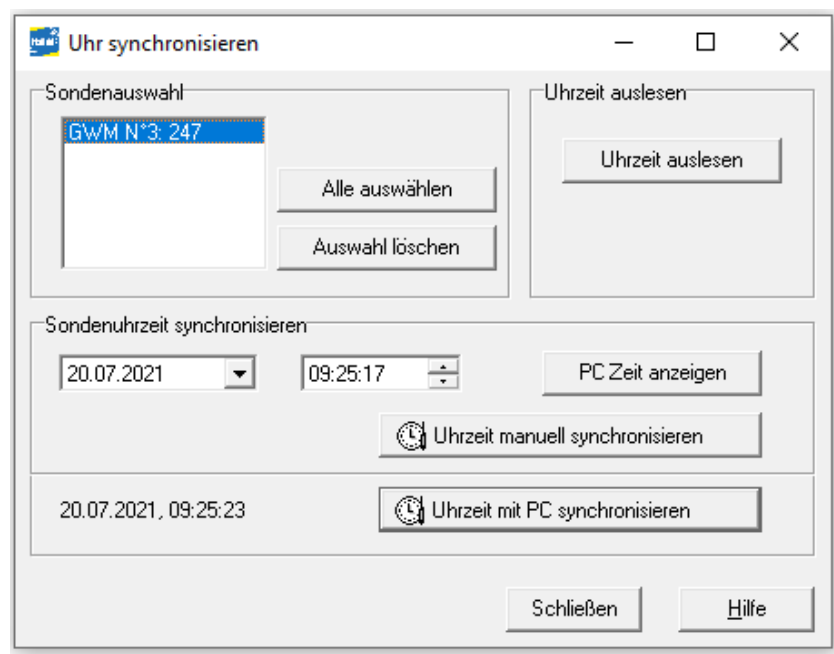 Uhr synchronisieren
Sondenauswahl
GWM N°3: 247
Alle auswählen
Auswahl löschen
Uhrzeit auslesen
Uhrzeit auslesen
Sondenuhrzeit synchronisieren
20.07.2021
09:25:17
PC Zeit anzeigen
Uhrzeit manuell synchronisieren
20.07.2021, 09:25:23
Uhrzeit mit PC synchronisieren
Schließen
Hilfe